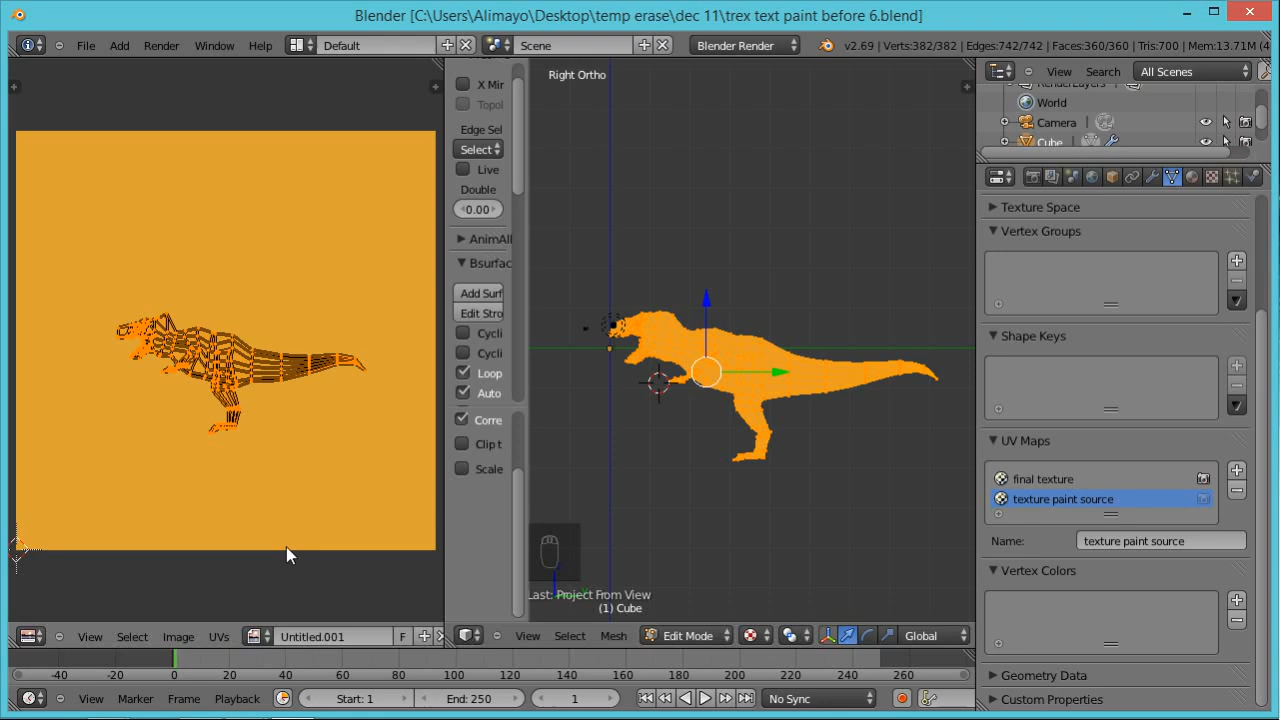 Blender [C:\Users\Alimayo\Desktop\temp erase\dec 11\trex text paint before 6.blend]
File Add Render Window Help Default Scene Blender Render v2.69 | Verts:382/382 | Edges:742/742 | Faces:360/360 | Tris:700 | Mem:13.71M (4
View Search All Scenes
Right Ortho
X Mir
Topol
Edge Sel
Select
Live
Double
0.00
AnimAll
Bsurfac
Add Surf
Edit Stro
Cycli
Cycli
Loop
Auto
Corre
Clip t
Scale
Last: Project From View
(1) Cube
RenderLayers
World
Camera
Cube
Texture Space
Vertex Groups
Shape Keys
UV Maps
final texture
texture paint source
Name: texture paint source
Vertex Colors
Geometry Data
Custom Properties
View Select Image UVs Untitled.001 F
View Select Mesh Edit Mode Global
-40 -20 0 20 40 60 80 100 120 140 160 180 200 220 240 260
View Marker Frame Playback Start: 1 End: 250 1 No Sync